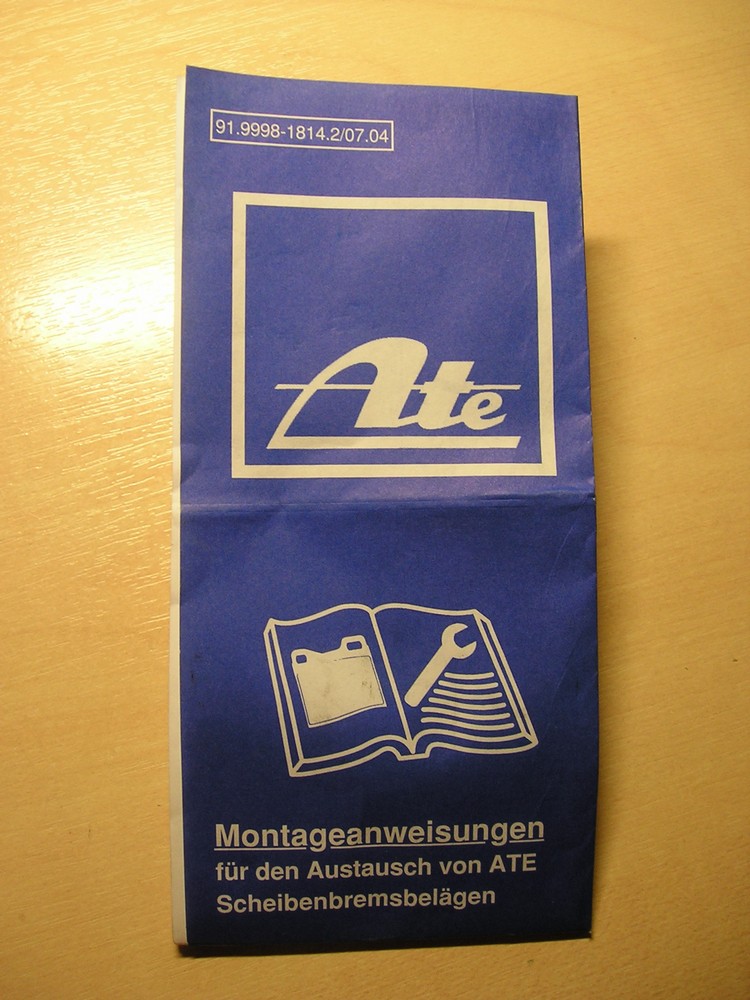 91.9998-1814.2/07.04
Ate
Montageanweisungen
für den Austausch von ATE
Scheibenbremsbelägen